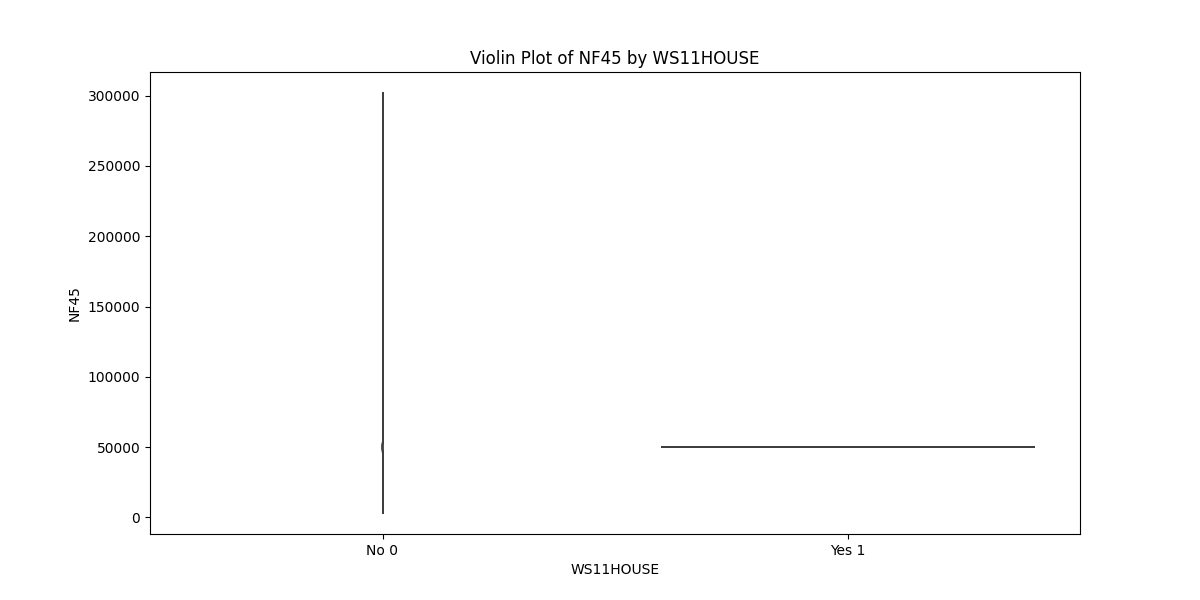 Violin Plot of NF45 by WS11HOUSE
300000
250000
200000
150000
100000
50000
0
NF45
No 0
Yes 1
WS11HOUSE